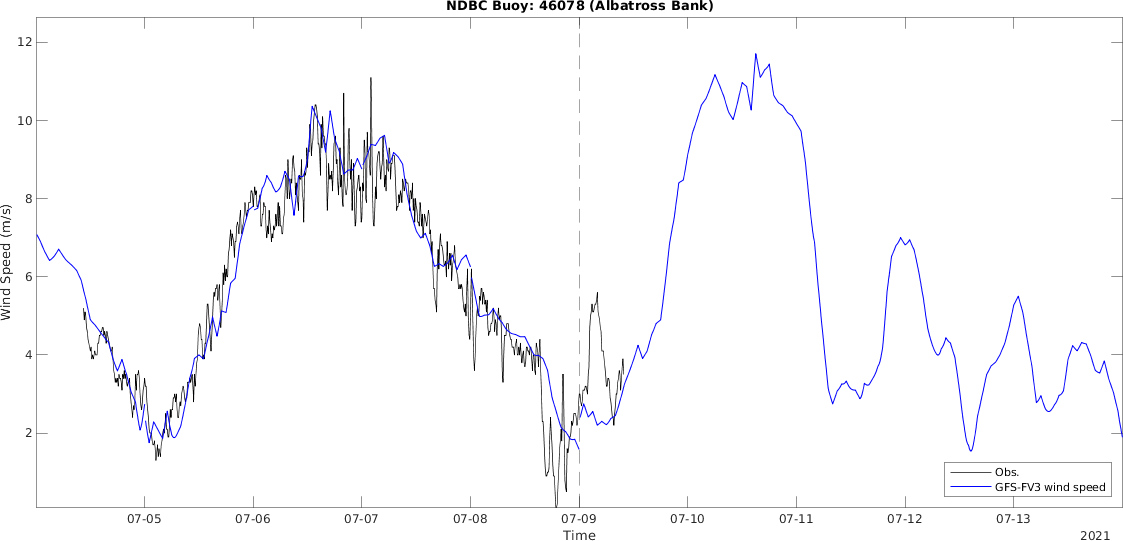 NDBC Buoy: 46078 (Albatross Bank)
12
10
8
6
4
2
Wind Speed (m/s)
Obs.
GFS-FV3 wind speed
07-05 07-06 07-07 07-08 07-09 07-10 07-11 07-12 07-13
Time
2021